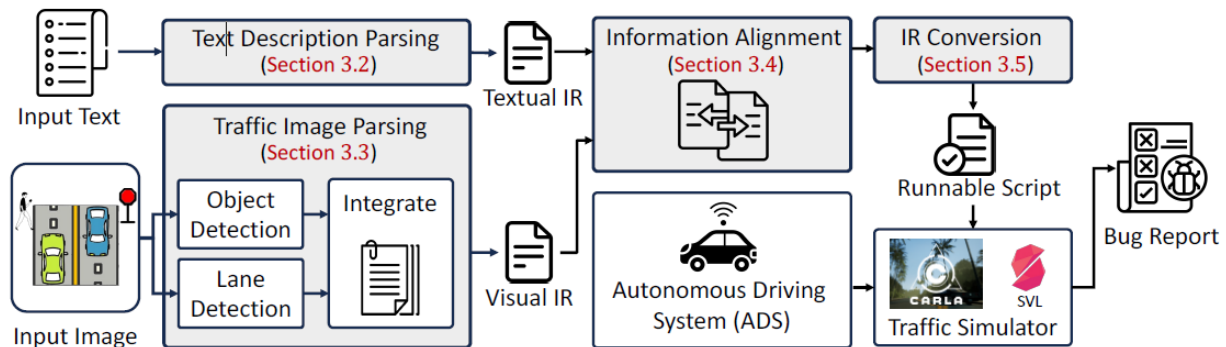 Input Text
Text Description Parsing
(Section 3.2)
Textual IR
Traffic Image Parsing
(Section 3.3)
Object
Detection
Lane
Detection
Integrate
Input Image
Visual IR
Information Alignment
(Section 3.4)
IR Conversion
(Section 3.5)
Runnable Script
Autonomous Driving
System (ADS)
CARLA
SVL
Traffic Simulator
Bug Report